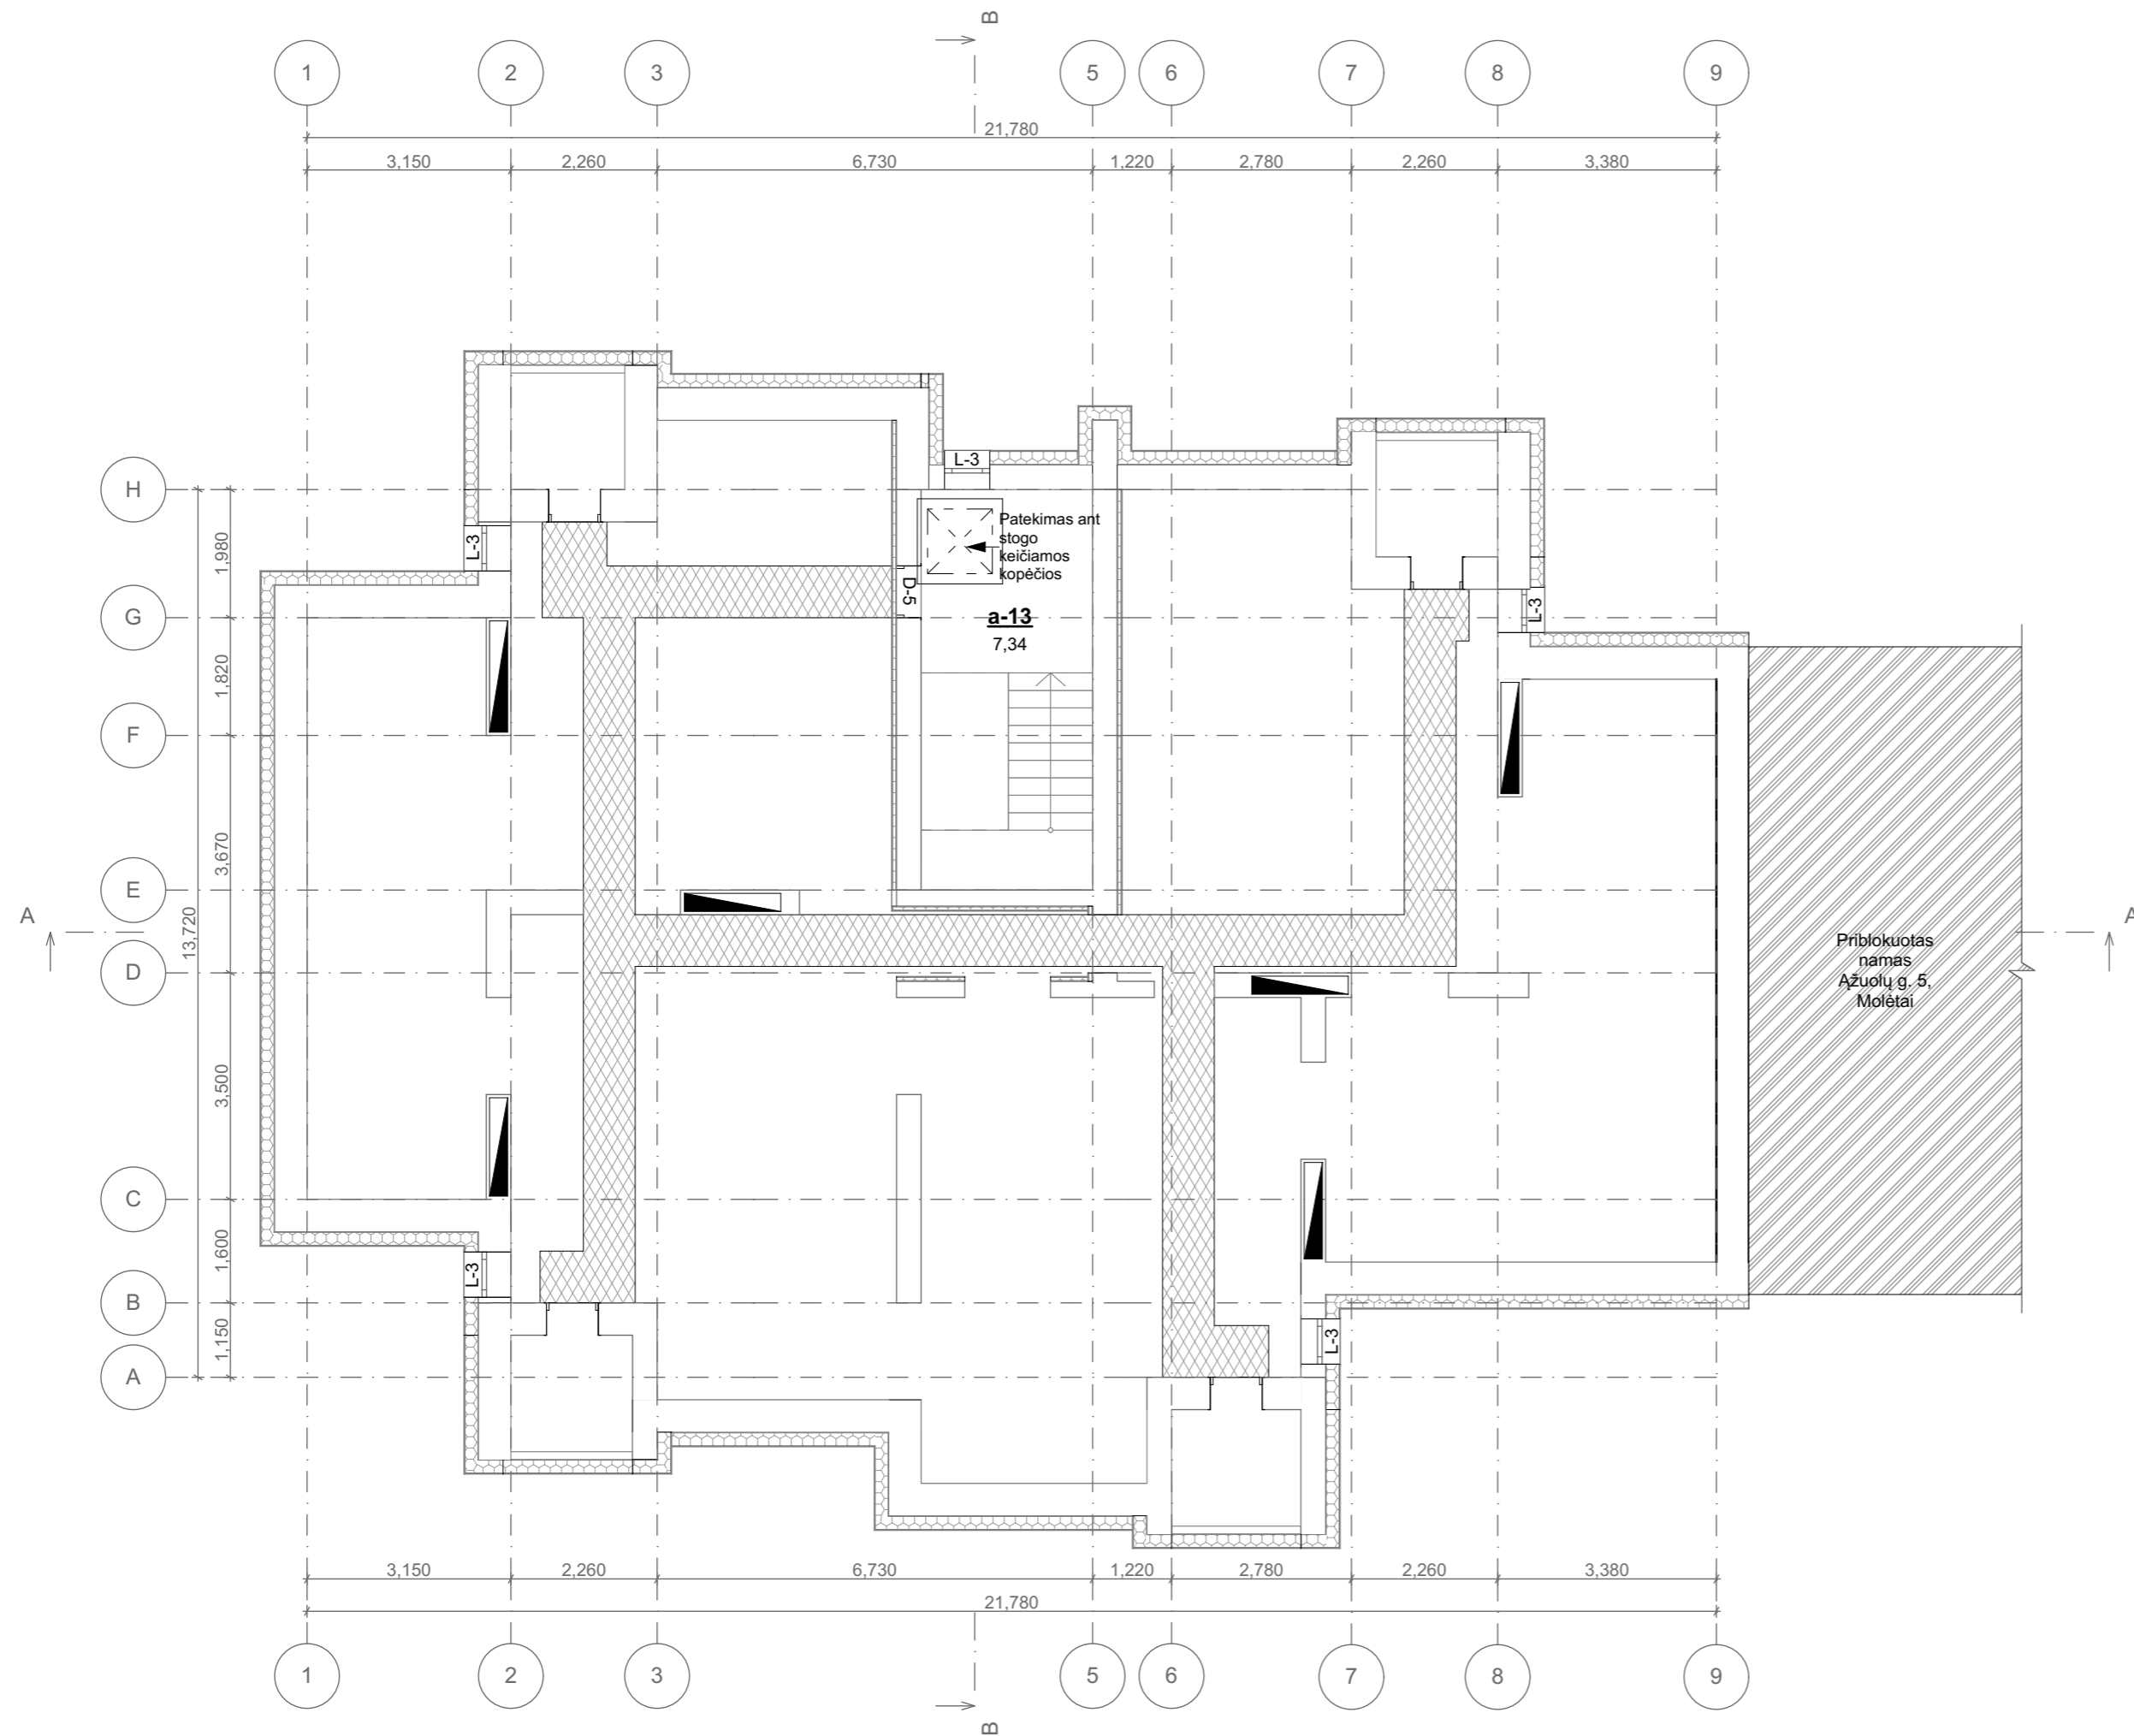 B
1 2 3 5 6 7 8 9
21,780
3,150 2,260 6,730 1,220 2,780 2,260 3,380
H
L-3
Patekimas ant
stogo
keičiamos
kopėčios
L-3
1,980
D-5
L-3
G
a-13
7,34
1,820
F
3,670
E
A
13,720
A
D
Priblokuotas
namas
Ąžuolų g. 5,
Molėtai
3,500
C
1,600
L-3
B
L-3
1,150
A
3,150 2,260 6,730 1,220 2,780 2,260 3,380
21,780
1 2 3 5 6 7 8 9
B